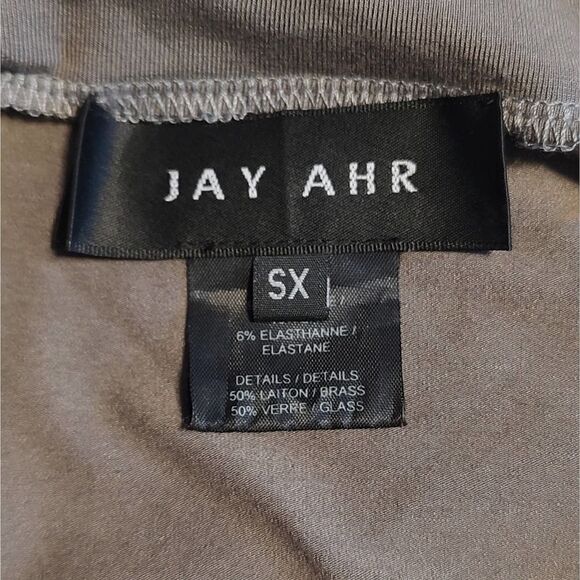 JAY AHR
SX
6% ELASTHANNE /
ELASTANE
DETAILS / DETAILS
50% LAITON / BRASS
50% VERRE / GLASS